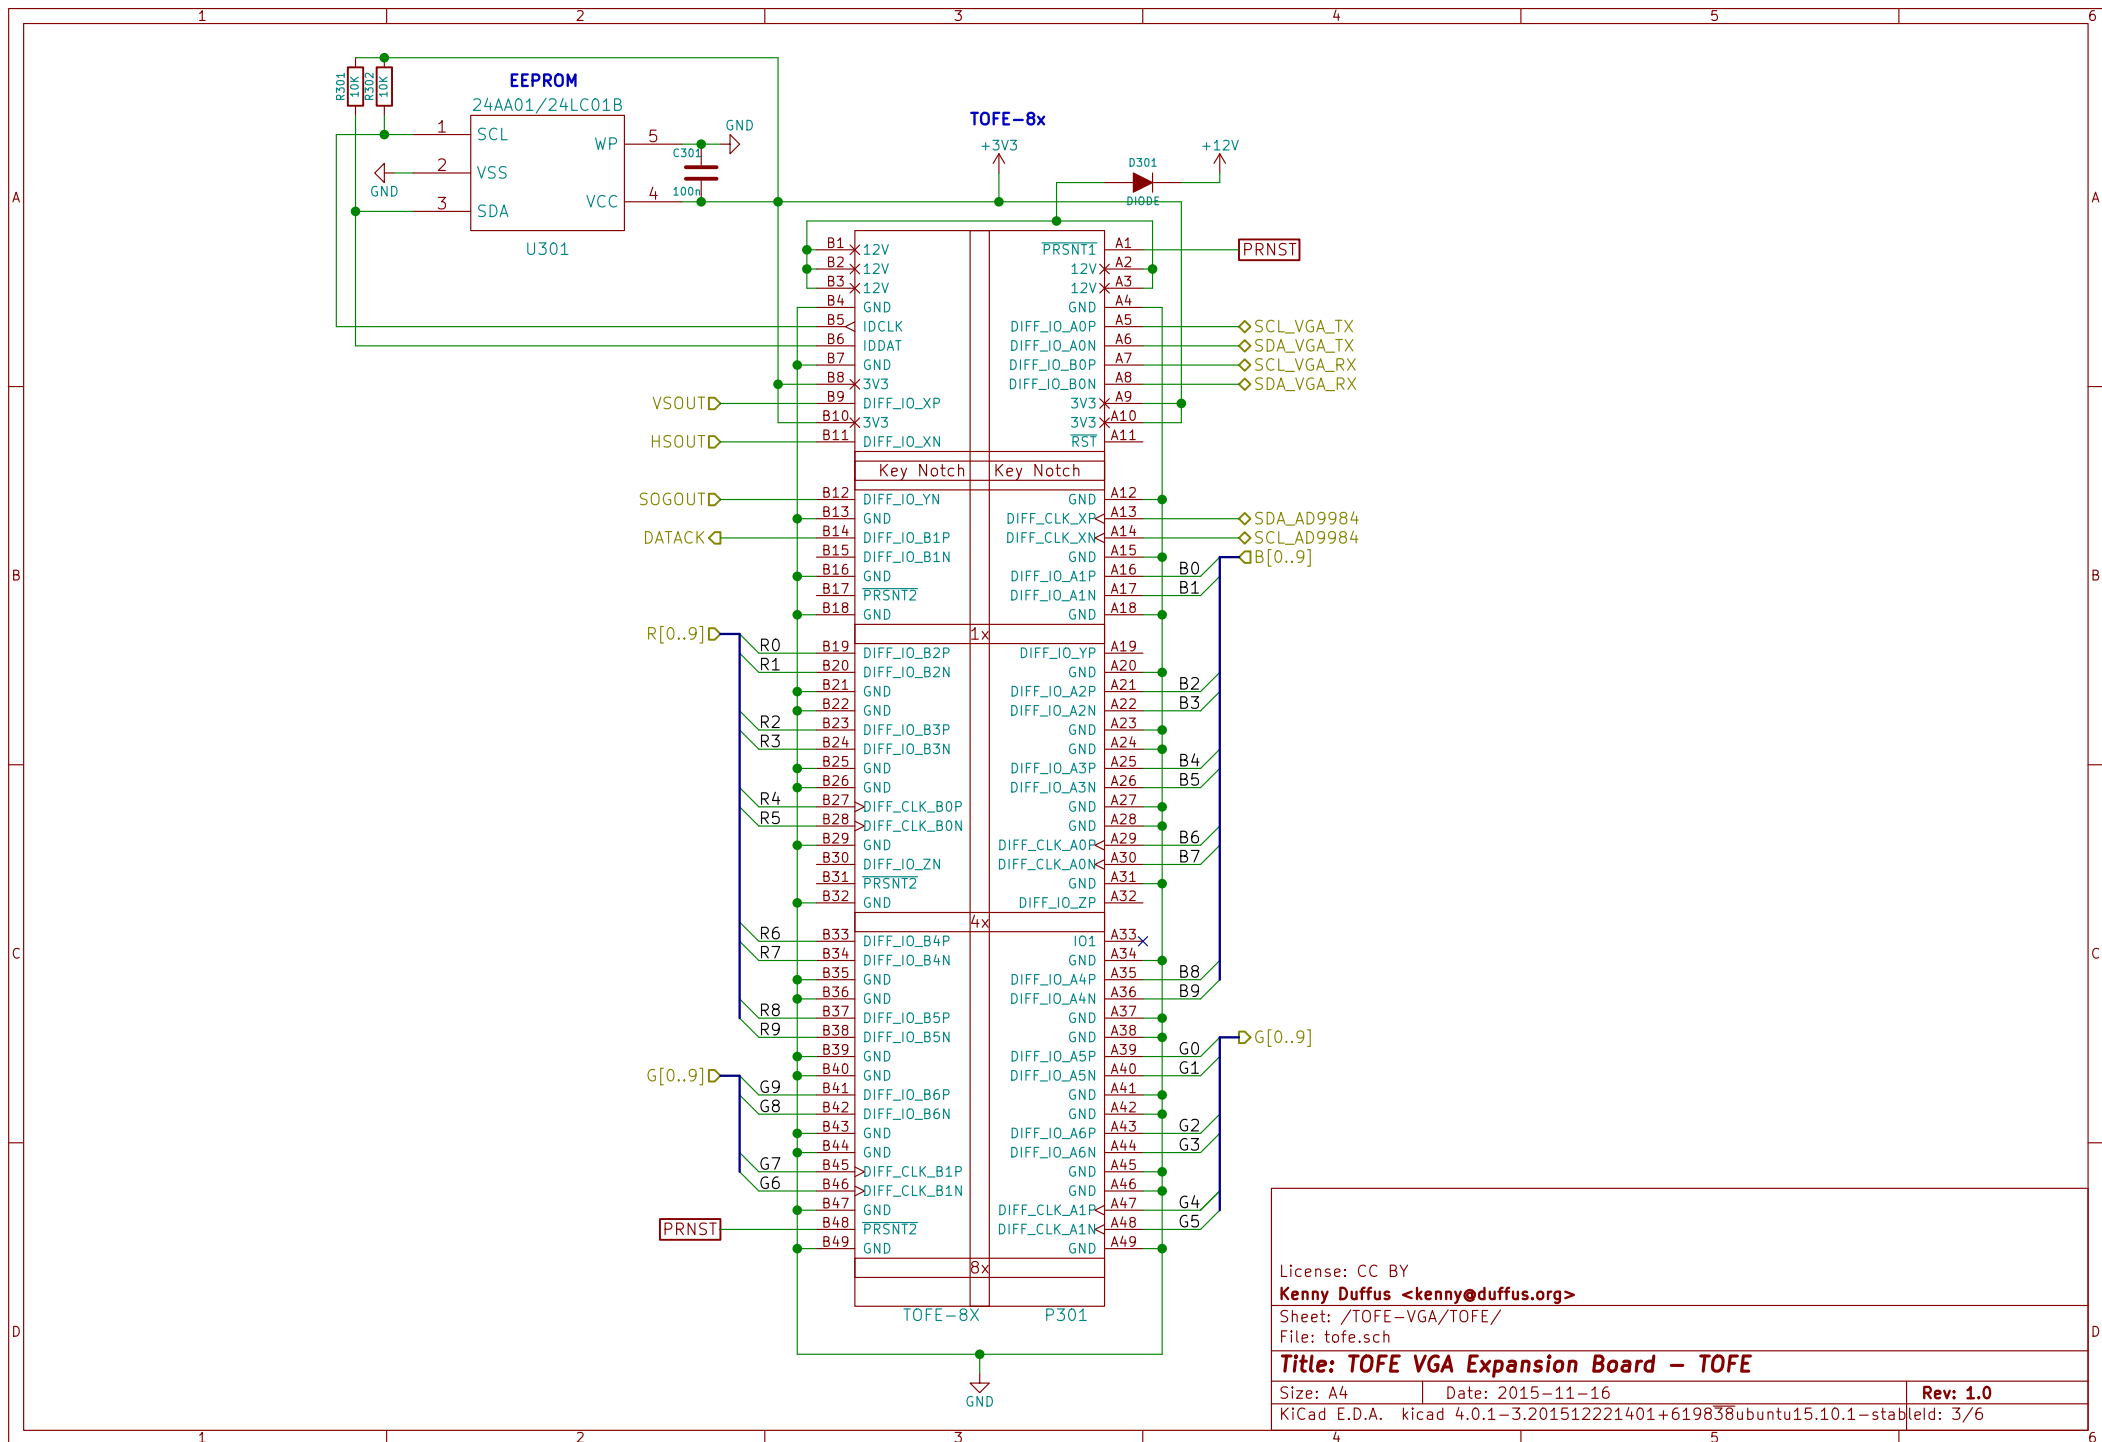 1 2 3 4 5 6
R301 10K R302 10K
EEPROM
24AA01/24LC01B
1 SCL
WP 5
2 VSS
VCC 4
3 SDA
U301
GND
C301
100n
GND
TOFE-8x
+3V3
+12V
D301
DIODE
A A
B1 12V PRSNT1 A1 PRNST
B2 12V 12V A2
B3 12V 12V A3
B4 GND GND A4
B5 IDCLK DIFF_IO_A0P A5 SCL_VGA_TX
B6 IDDAT DIFF_IO_A0N A6 SDA_VGA_TX
B7 GND DIFF_IO_B0P A7 SCL_VGA_RX
B8 3V3 DIFF_IO_B0N A8 SDA_VGA_RX
VSOUT B9 DIFF_IO_XP 3V3 A9
B10 3V3 3V3 A10
HSOUT B11 DIFF_IO_XN RST A11
Key Notch Key Notch
SOGOUT B12 DIFF_IO_YN GND A12
B13 GND DIFF_CLK_XP A13 SDA_AD9984
DATACK B14 DIFF_IO_B1P DIFF_CLK_XN A14 SCL_AD9984
B15 DIFF_IO_B1N GND A15 B[0..9]
B B16 GND DIFF_IO_A1P A16 B0 B
B17 PRSNT2 DIFF_IO_A1N A17 B1
B18 GND GND A18
R[0..9] 1x
R0 B19 DIFF_IO_B2P DIFF_IO_YP A19
R1 B20 DIFF_IO_B2N GND A20
B21 GND DIFF_IO_A2P A21 B2
B22 GND DIFF_IO_A2N A22 B3
R2 B23 DIFF_IO_B3P GND A23
R3 B24 DIFF_IO_B3N GND A24
B25 GND DIFF_IO_A3P A25 B4
B26 GND DIFF_IO_A3N A26 B5
R4 B27 DIFF_CLK_B0P GND A27
R5 B28 DIFF_CLK_B0N GND A28
B29 GND DIFF_CLK_A0P A29 B6
B30 DIFF_IO_ZN DIFF_CLK_A0N A30 B7
B31 PRSNT2 GND A31
B32 GND DIFF_IO_ZP A32
4x
R6 B33 DIFF_IO_B4P IO1 A33
C R7 B34 DIFF_IO_B4N GND A34 C
B35 GND DIFF_IO_A4P A35 B8
B36 GND DIFF_IO_A4N A36 B9
R8 B37 DIFF_IO_B5P GND A37
R9 B38 DIFF_IO_B5N GND A38 G[0..9]
B39 GND DIFF_IO_A5P A39 G0
G[0..9] B40 GND DIFF_IO_A5N A40 G1
G9 B41 DIFF_IO_B6P GND A41
G8 B42 DIFF_IO_B6N GND A42
B43 GND DIFF_IO_A6P A43 G2
B44 GND DIFF_IO_A6N A44 G3
G7 B45 DIFF_CLK_B1P GND A45
G6 B46 DIFF_CLK_B1N GND A46
B47 GND DIFF_CLK_A1P A47 G4
PRNST B48 PRSNT2 DIFF_CLK_A1N A48 G5
B49 GND GND A49
8x
TOFE-8X P301
D D
GND
License: CC BY
Kenny Duffus <kenny@duffus.org>
Sheet: /TOFE-VGA/TOFE/
File: tofe.sch
Title: TOFE VGA Expansion Board - TOFE
Size: A4 Date: 2015-11-16 Rev: 1.0
KiCad E.D.A. kicad 4.0.1-3.201512221401+619838ubuntu15.10.1-stable Id: 3/6
1 2 3 4 5 6